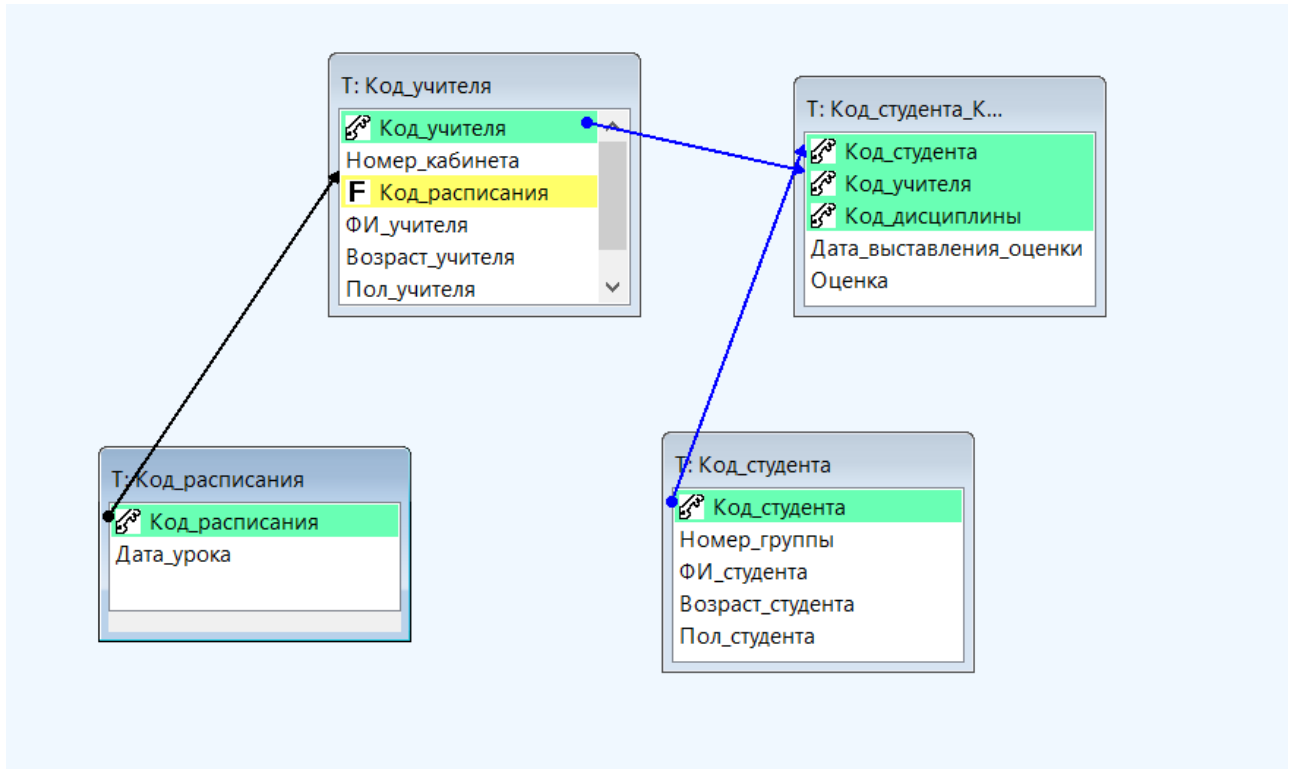 T: Код_учителя
Код_учителя
Номер_кабинета
F Код_расписания
ФИ_учителя
Возраст_учителя
Пол_учителя
T: Код_студента_К...
Код_студента
Код_учителя
Код_дисциплины
Дата_выставления_оценки
Оценка
T: Код_расписания
Код_расписания
Дата_урока
T: Код_студента
Код_студента
Номер_группы
ФИ_студента
Возраст_студента
Пол_студента